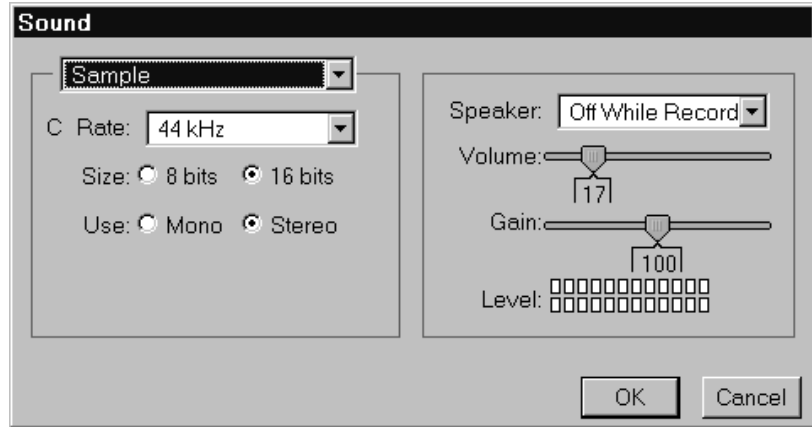 Sound
Sample
C Rate: 44 kHz
Size: 8 bits 16 bits
Use: Mono Stereo
Speaker: Off While Record
Volume:
17
Gain:
100
Level:
OK Cancel